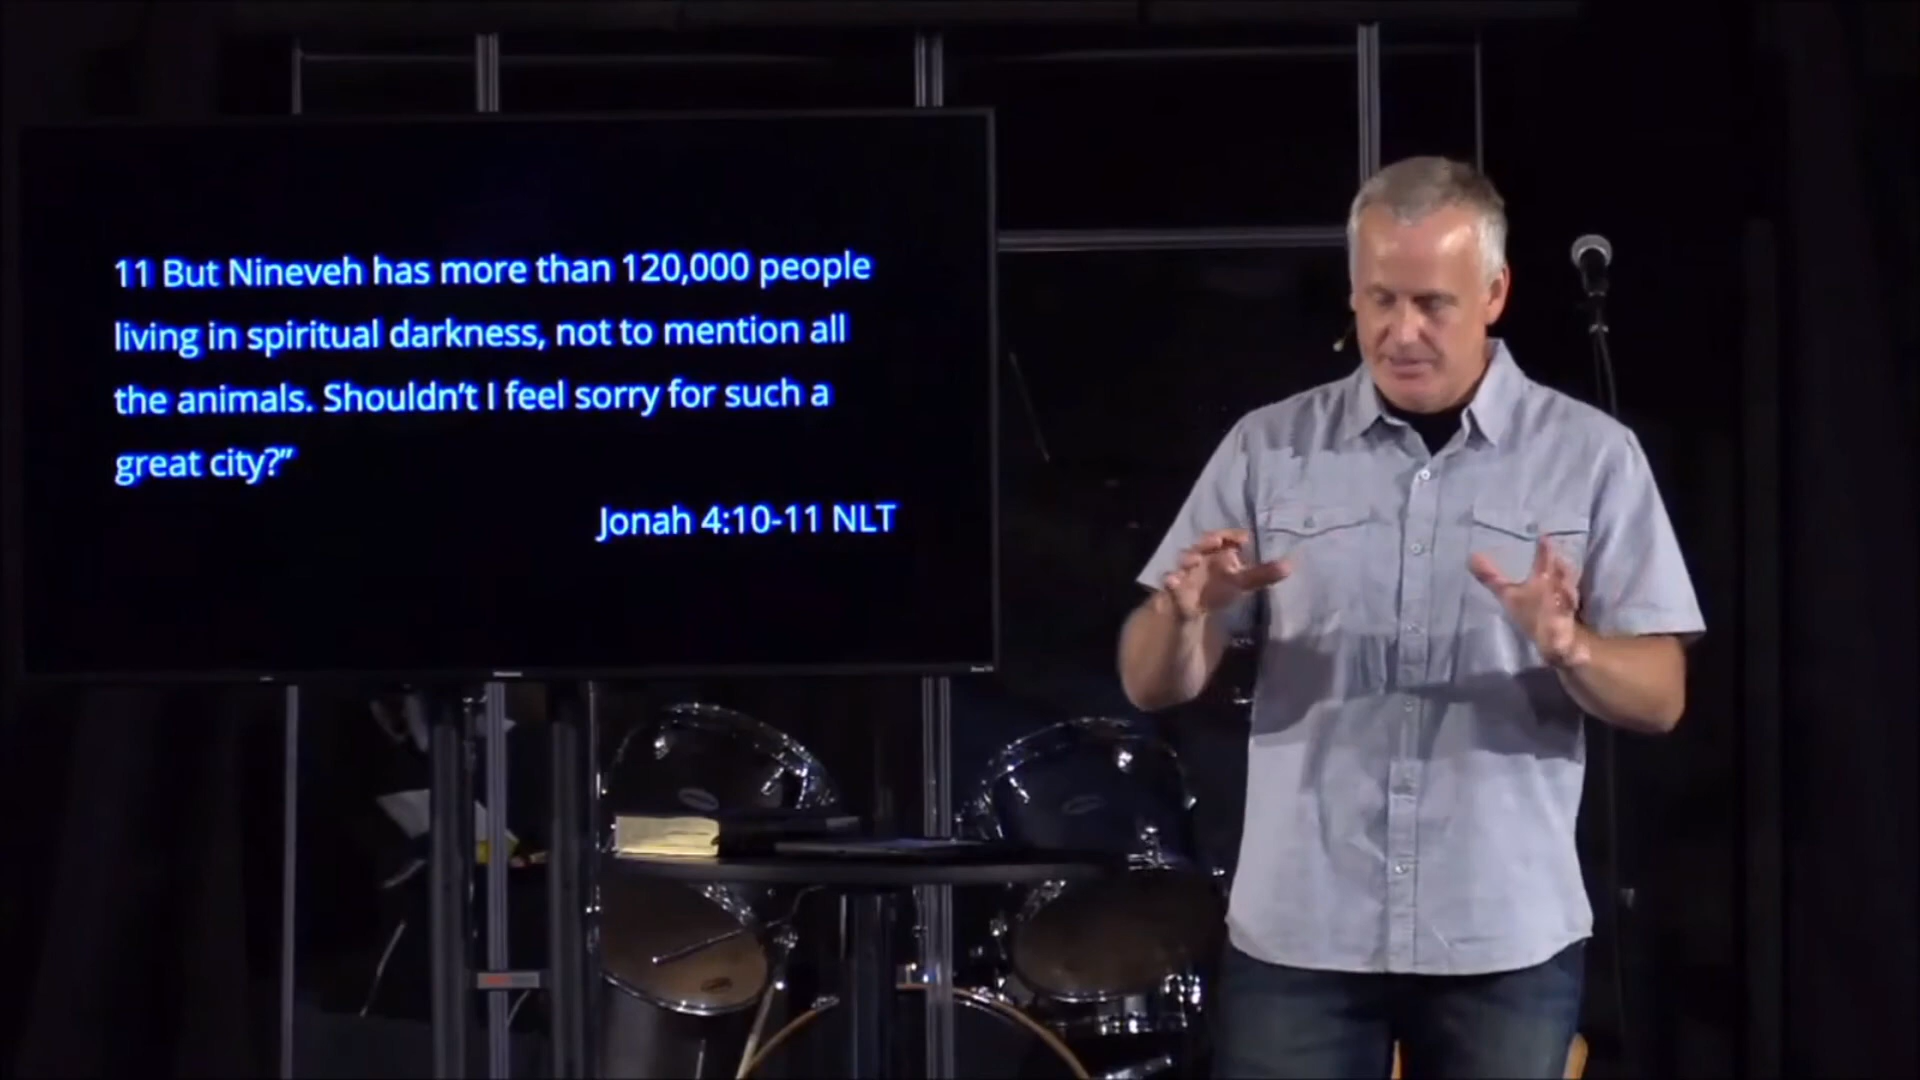 11 But Nineveh has more than 120,000 people
living in spiritual darkness, not to mention all
the animals. Shouldn’t I feel sorry for such a
great city?”
Jonah 4:10-11 NLT